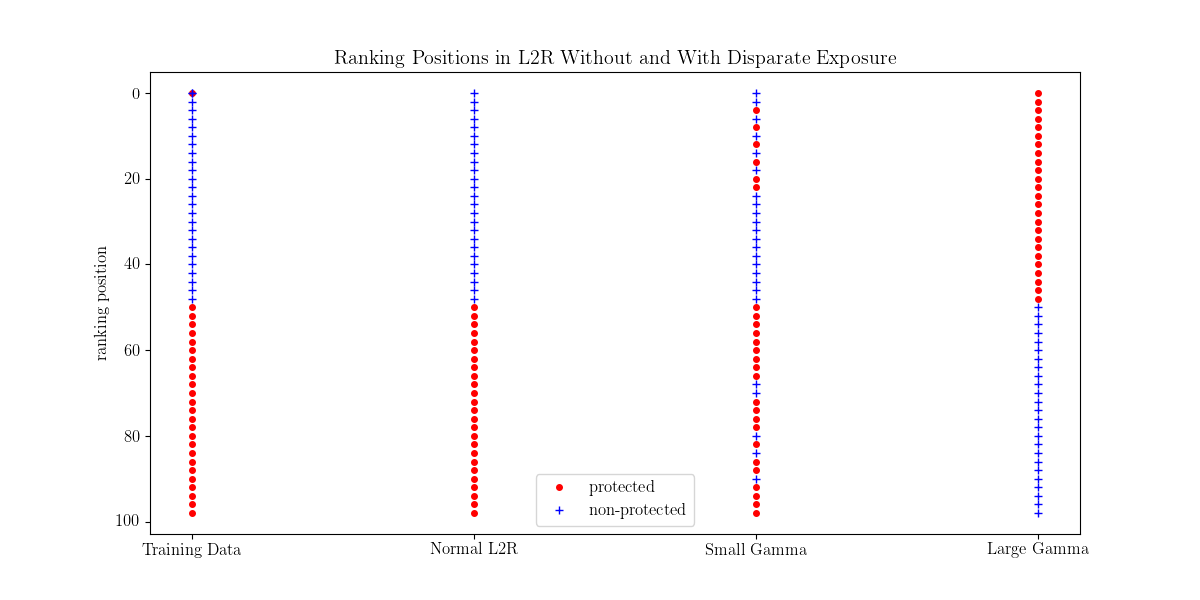 Ranking Positions in L2R Without and With Disparate Exposure
ranking position
0
20
40
60
80
100
protected
non-protected
Training Data
Normal L2R
Small Gamma
Large Gamma